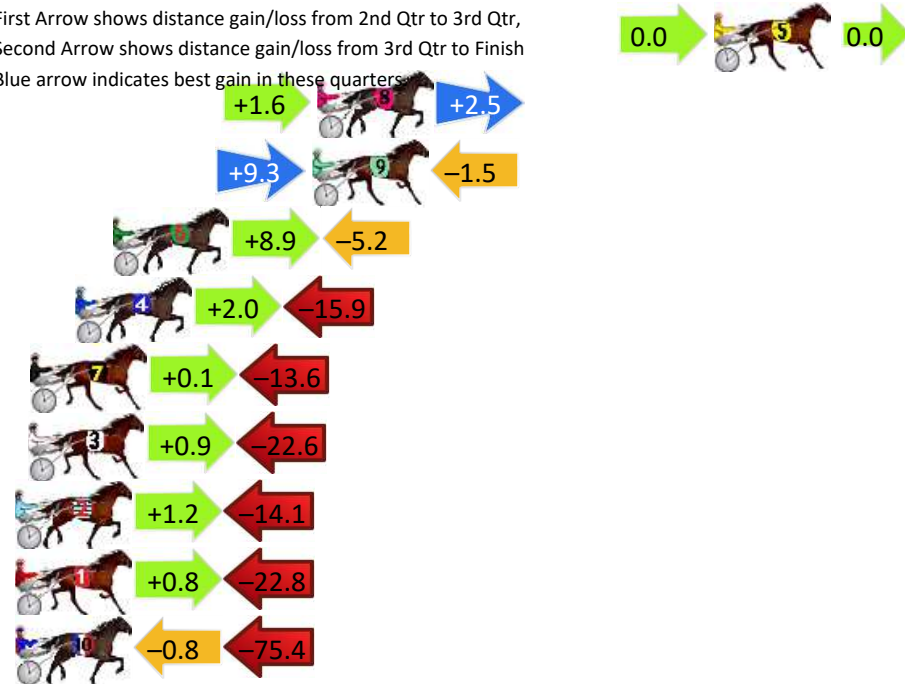 First Arrow shows distance gain/loss from 2nd Qtr to 3rd Qtr,
Second Arrow shows distance gain/loss from 3rd Qtr to Finish
Blue arrow indicates best gain in these quarters
0.0 5 0.0
+1.6 8 +2.5
+9.3 9 –1.5
6 +8.9 –5.2
4 +2.0 –15.9
7 +0.1 –13.6
3 +0.9 –22.6
2 +1.2 –14.1
1 +0.8 –22.8
10 –0.8 –75.4